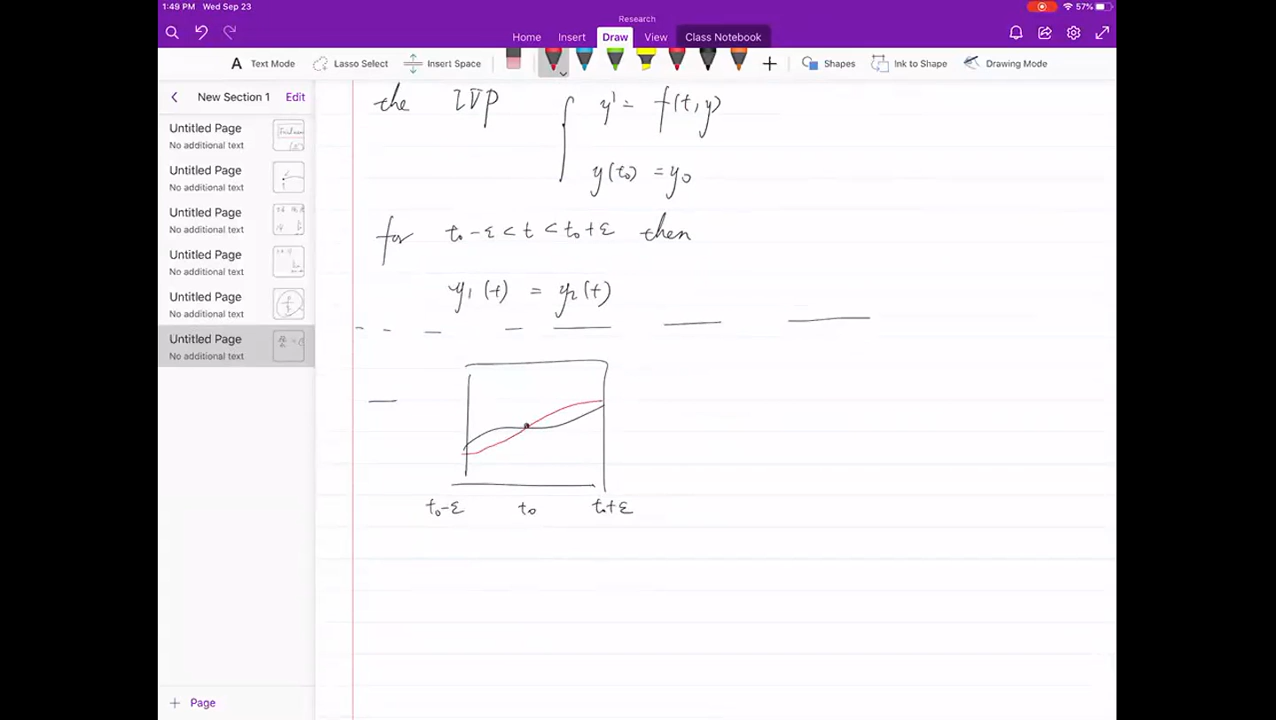 1:49 PM Wed Sep 23
57%
Research
Home Insert Draw View Class Notebook
Text Mode Lasso Select Insert Space Shapes Ink to Shape Drawing Mode
New Section 1 Edit
Untitled Page
No additional text
Untitled Page
No additional text
Untitled Page
No additional text
Untitled Page
No additional text
Untitled Page
No additional text
Untitled Page
No additional text
Page
the IVP { y' = f(t,y)
y(t₀) = y₀
for t₀-ε < t < t₀+ε then
y₁(t) = y₂(t)
t₀-ε t₀ t₀+ε